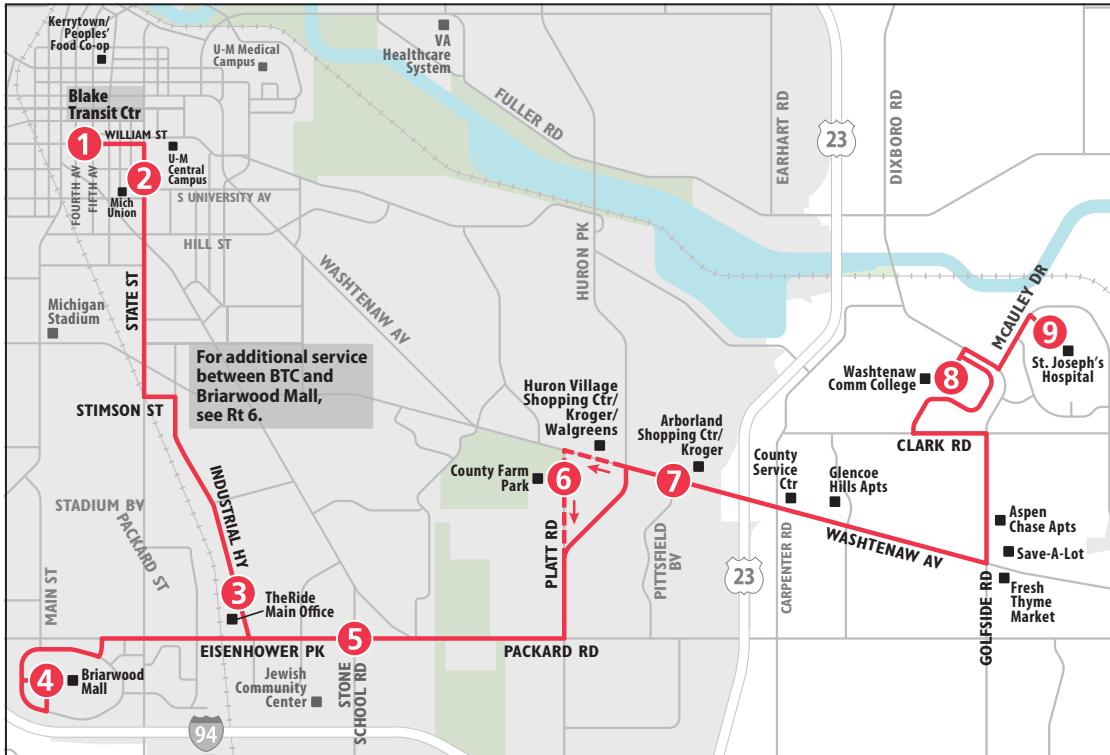 Kerrytown/
Peoples'
Food Co-op
U-M Medical
Campus
VA
Healthcare
System
Blake
Transit Ctr
WILLIAM ST
1
2
U-M
Central
Campus
Mich
Union
FOURTH AV
FIFTH AV
S UNIVERSITY AV
HILL ST
FULLER RD
EARHART RD
23
DIXBORO RD
HURON PK
WASHTENAW AV
STATE ST
Michigan
Stadium
For additional service
between BTC and
Briarwood Mall,
see Rt 6.
STIMSON ST
MCAULEY DR
9
St. Joseph's
Hospital
8
Washtenaw
Comm College
CLARK RD
Huron Village
Shopping Ctr/
Kroger/
Walgreens
Arborland
Shopping Ctr/
Kroger
County Farm
Park
6
7
County
Service
Ctr
Glencoe
Hills Apts
WASHTENAW AV
Aspen
Chase Apts
Save-A-Lot
Fresh
Thyme
Market
GOLFSIDE RD
STADIUM BV
PACKARD ST
INDUSTRIAL HY
MAIN ST
PLATT RD
PITTSFIELD
BV
23
CARPENTER RD
3
TheRide
Main Office
5
EISENHOWER PK
PACKARD RD
4
Briarwood
Mall
Jewish
Community
Center
STONE
SCHOOL RD
94